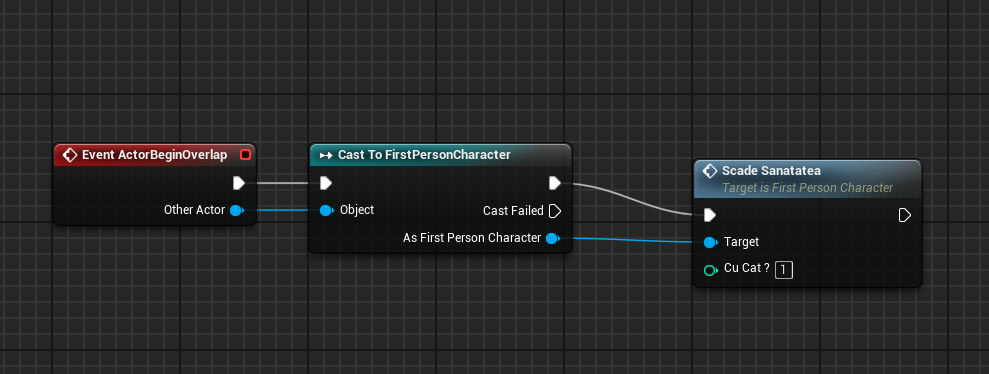 Event ActorBeginOverlap
Other Actor
Cast To FirstPersonCharacter
Object
Cast Failed
As First Person Character
Scade Sanatatea
Target is First Person Character
Target
Cu Cat ? 1